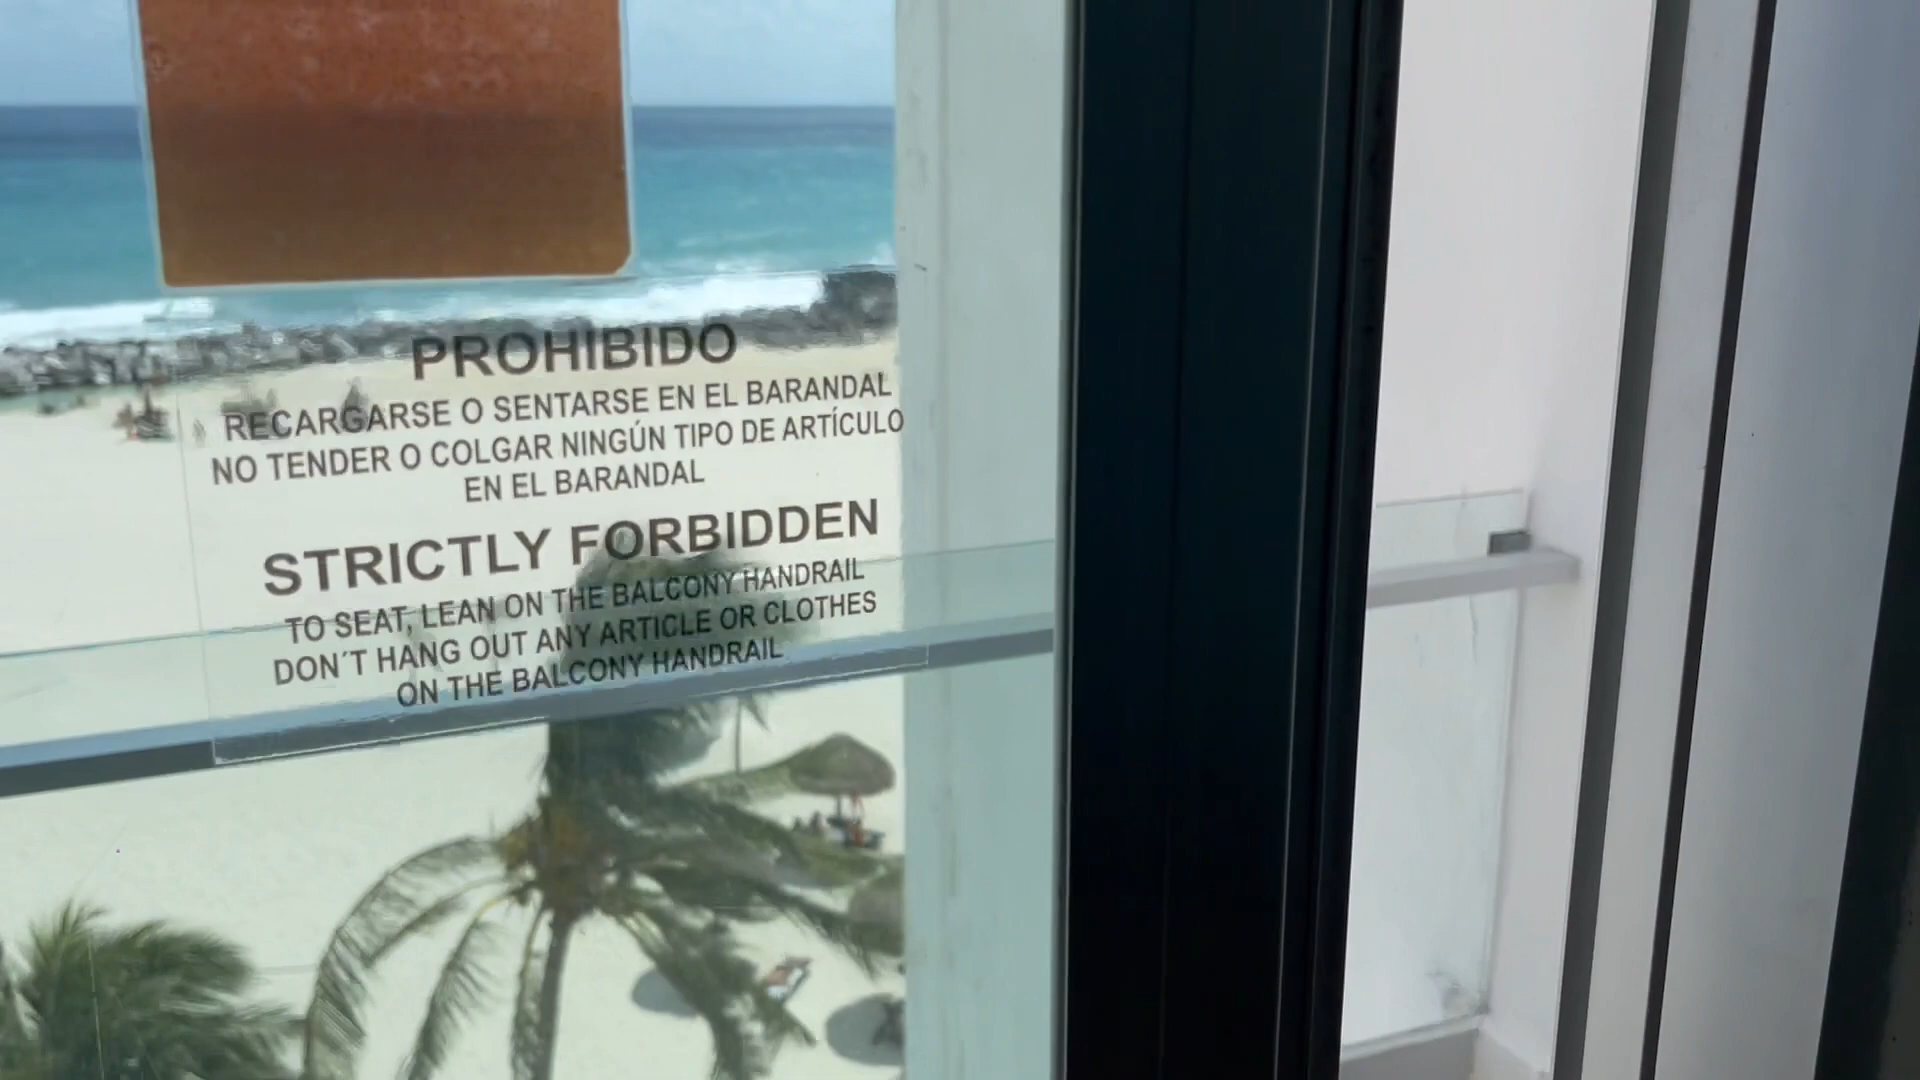 PROHIBIDO
RECARGARSE O SENTARSE EN EL BARANDAL
NO TENDER O COLGAR NINGÚN TIPO DE ARTÍCULO
EN EL BARANDAL
STRICTLY FORBIDDEN
TO SEAT, LEAN ON THE BALCONY HANDRAIL
DON´T HANG OUT ANY ARTICLE OR CLOTHES
ON THE BALCONY HANDRAIL